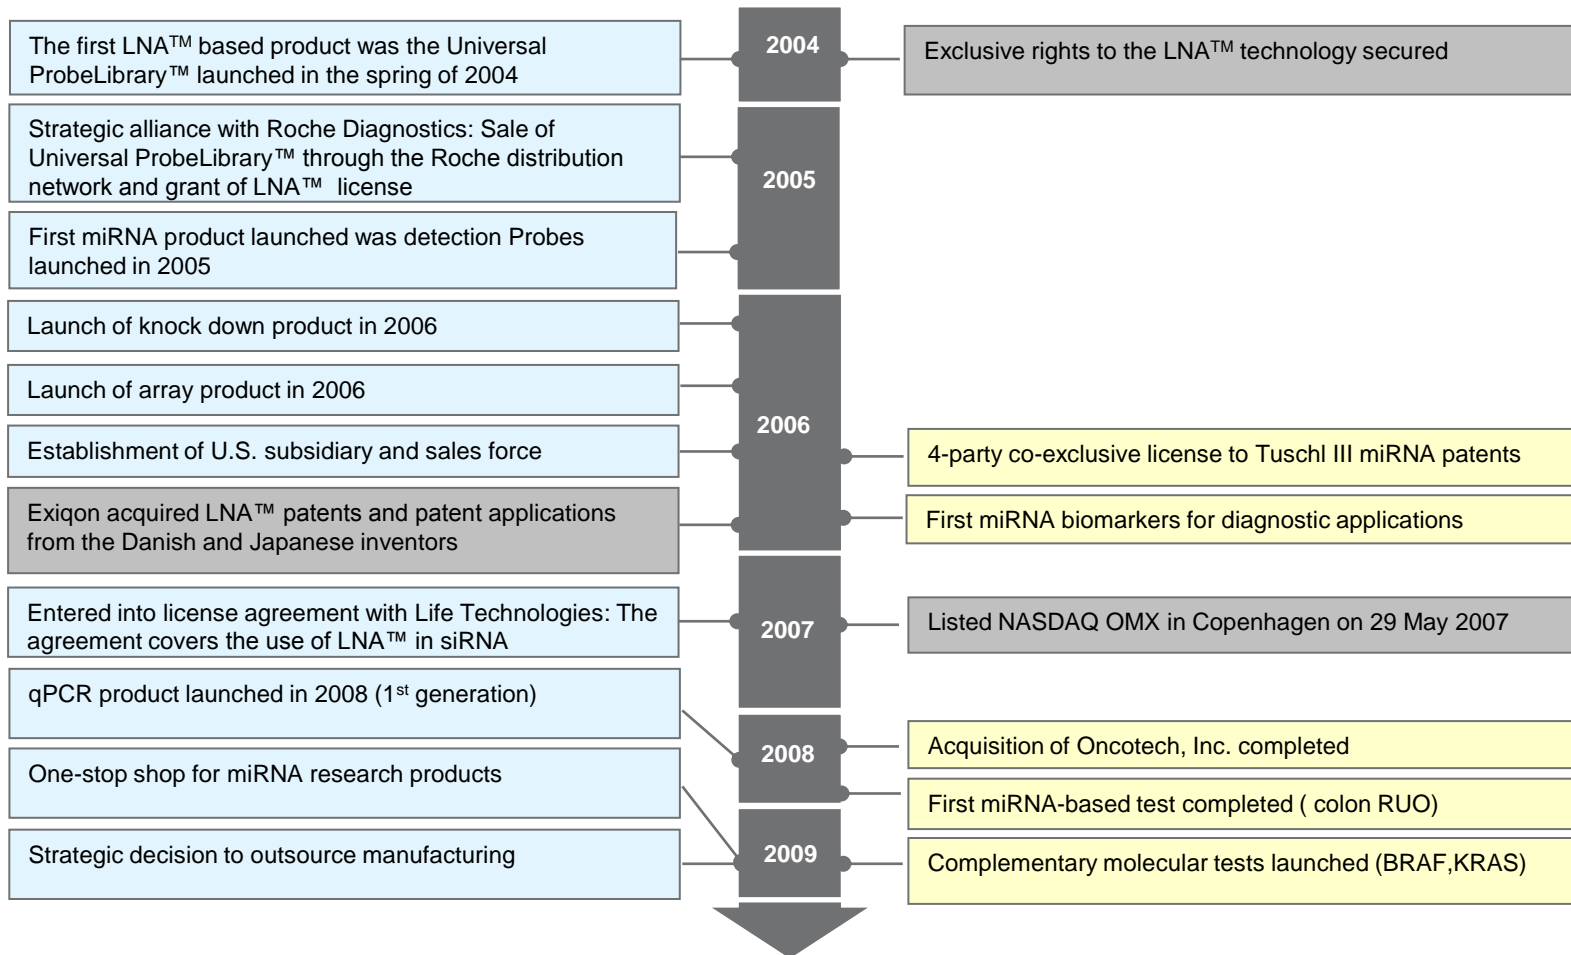 2004
The first LNA™ based product was the Universal
ProbeLibrary™ launched in the spring of 2004
Exclusive rights to the LNA™ technology secured
2005
Strategic alliance with Roche Diagnostics: Sale of
Universal ProbeLibrary™ through the Roche distribution
network and grant of LNA™ license
First miRNA product launched was detection Probes
launched in 2005
2006
Launch of knock down product in 2006
Launch of array product in 2006
Establishment of U.S. subsidiary and sales force
4-party co-exclusive license to Tuschl III miRNA patents
Exiqon acquired LNA™ patents and patent applications
from the Danish and Japanese inventors
First miRNA biomarkers for diagnostic applications
2007
Entered into license agreement with Life Technologies: The
agreement covers the use of LNA™ in siRNA
Listed NASDAQ OMX in Copenhagen on 29 May 2007
qPCR product launched in 2008 (1st generation)
2008
Acquisition of Oncotech, Inc. completed
One-stop shop for miRNA research products
First miRNA-based test completed ( colon RUO)
2009
Strategic decision to outsource manufacturing
Complementary molecular tests launched (BRAF,KRAS)